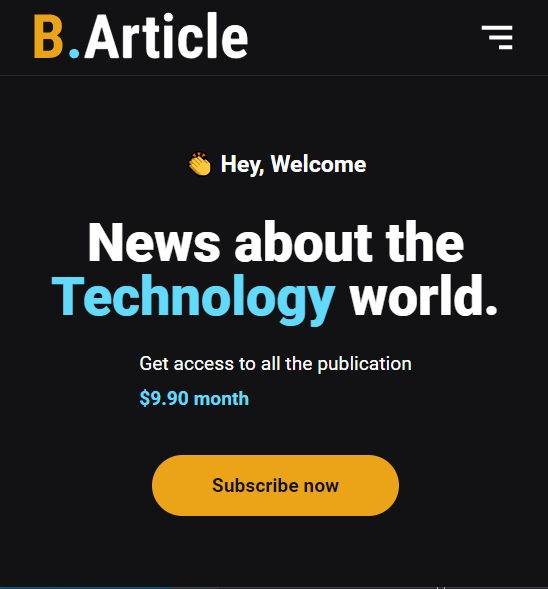 B.Article
👏 Hey, Welcome
News about the
Technology world.
Get access to all the publication
$9.90 month
Subscribe now